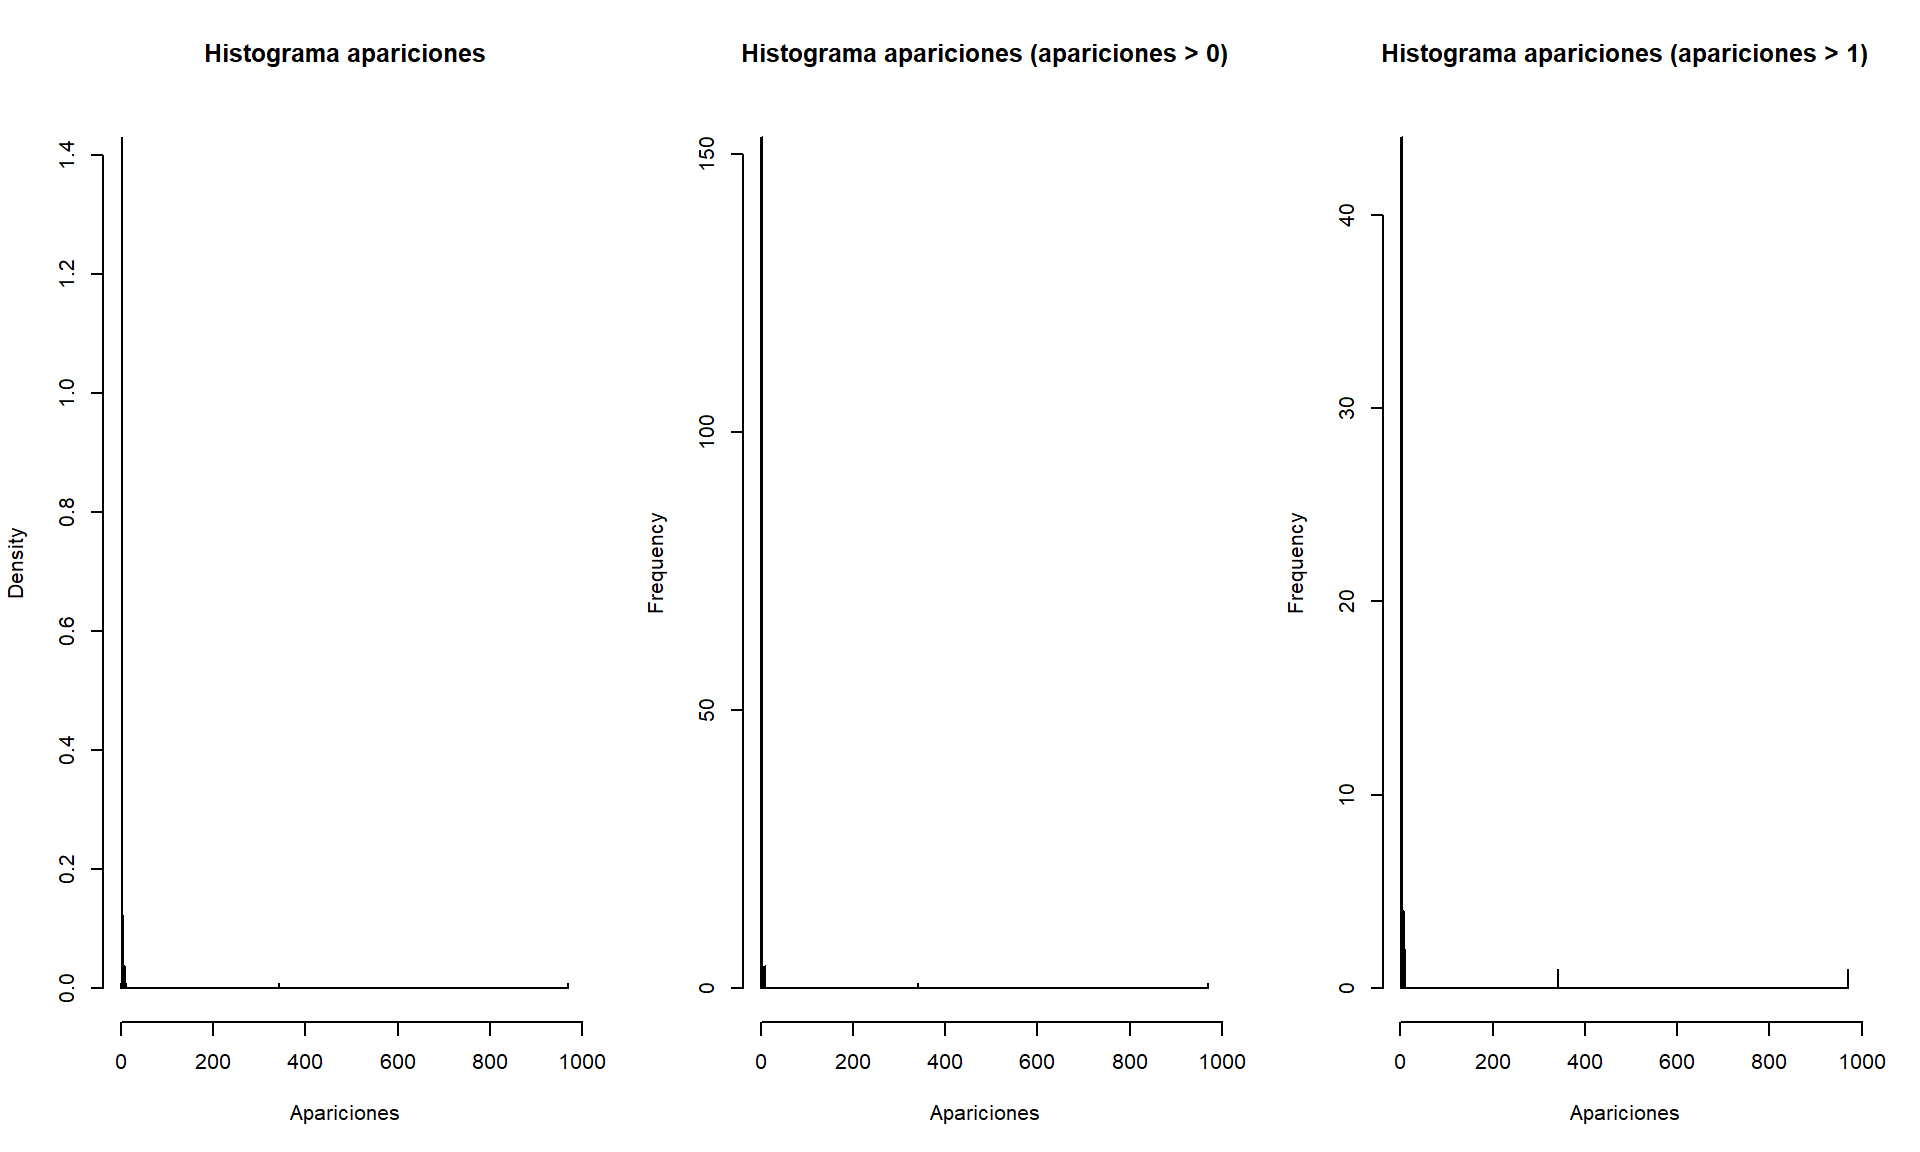 Histograma apariciones
Density
0.0 0.2 0.4 0.6 0.8 1.0 1.2 1.4
0 200 400 600 800 1000
Apariciones
Histograma apariciones (apariciones > 0)
Frequency
0 50 100 150
0 200 400 600 800 1000
Apariciones
Histograma apariciones (apariciones > 1)
Frequency
0 10 20 30 40
0 200 400 600 800 1000
Apariciones